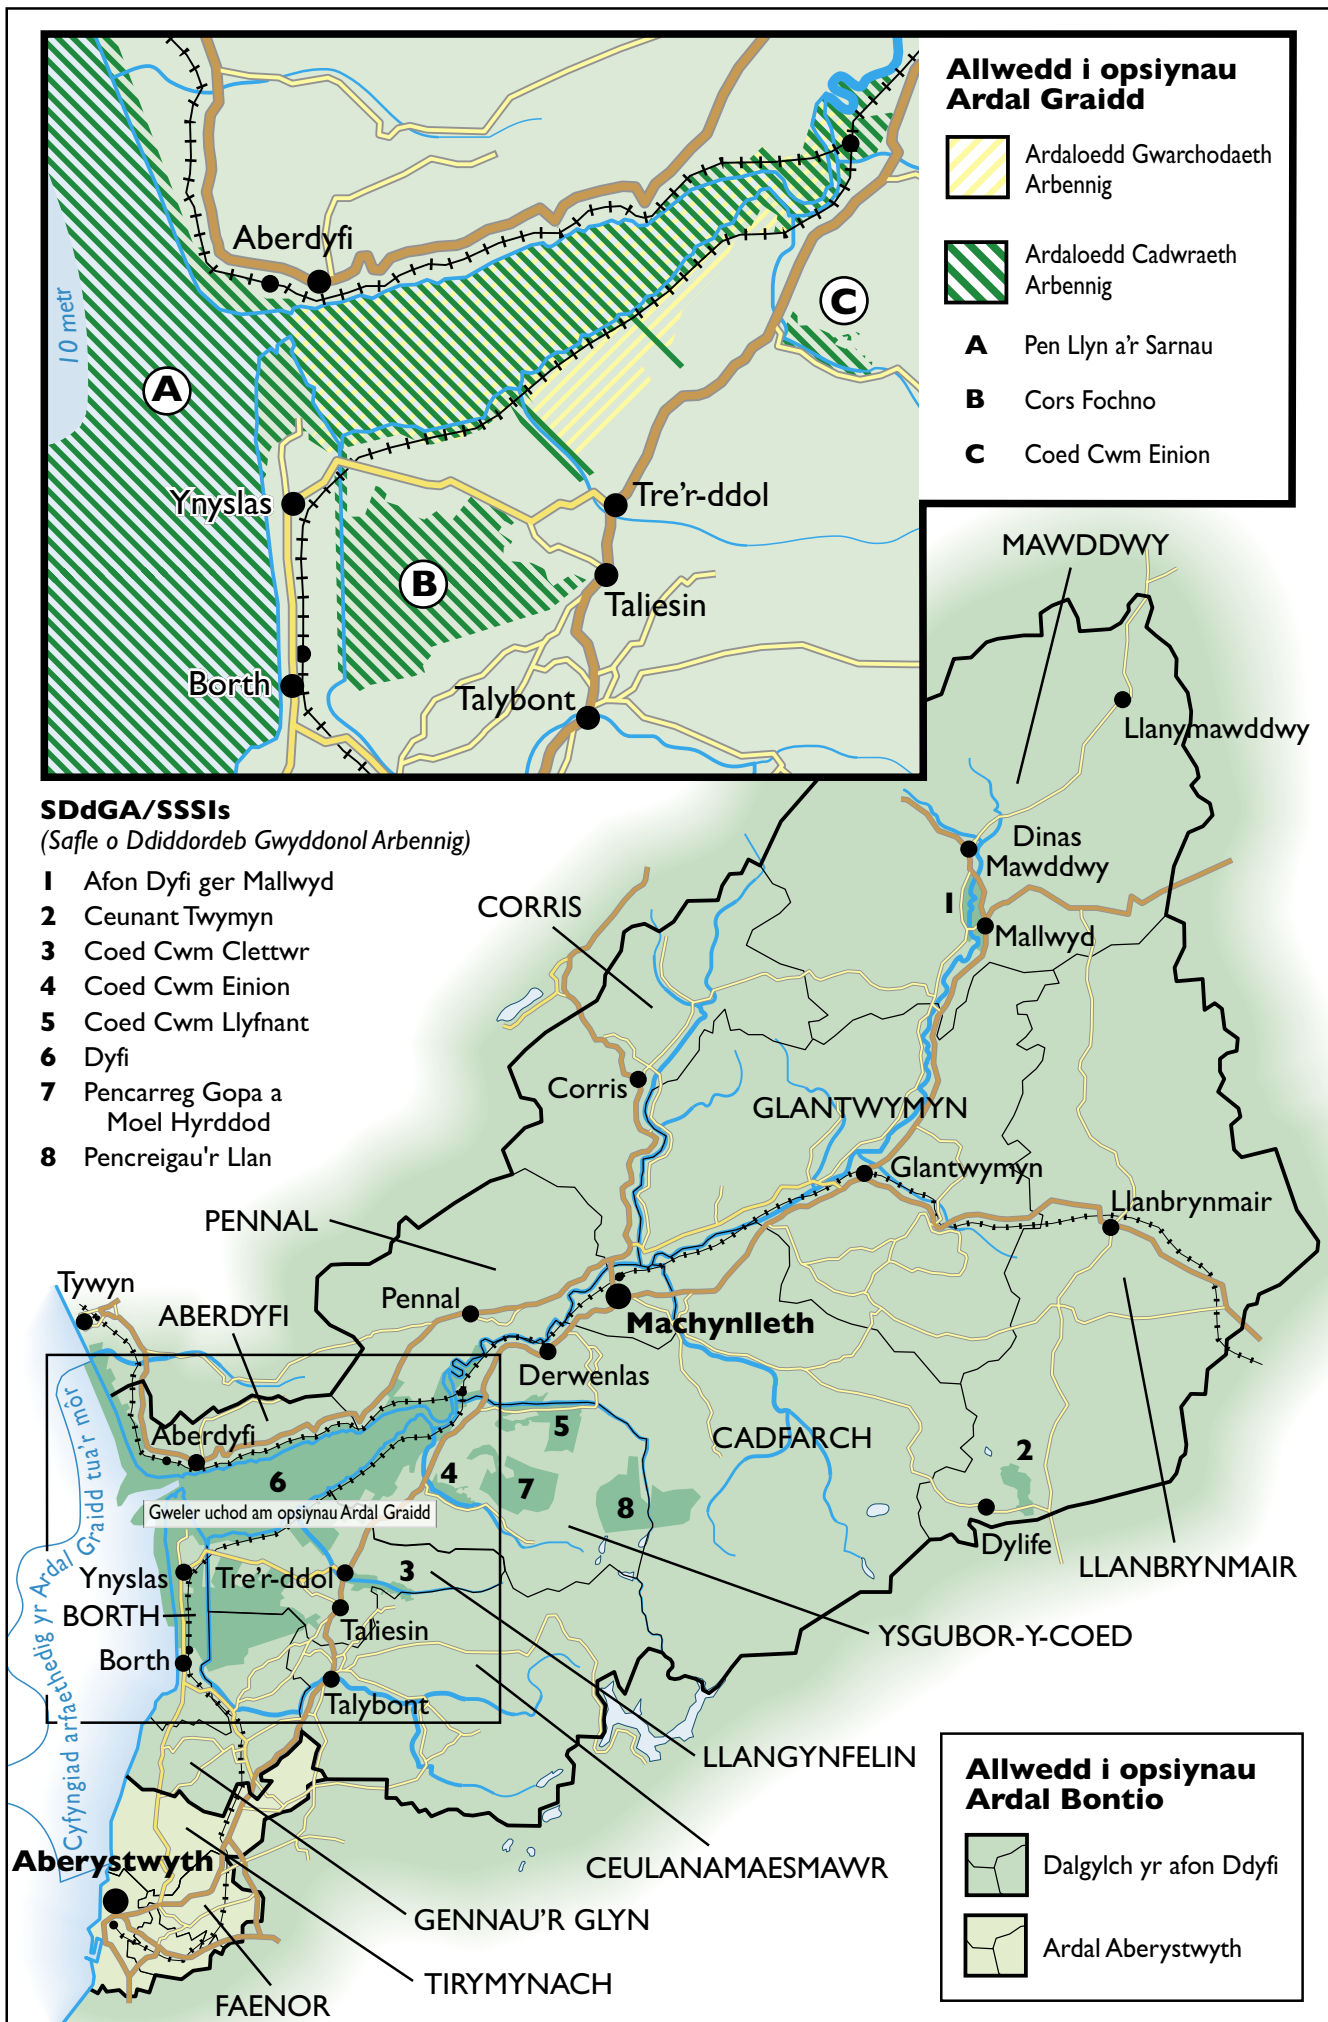 Allwedd i opsiynau
Ardal Graidd
Ardaloedd Gwarchodaeth
Arbennig
Ardaloedd Cadwraeth
Arbennig
A Pen Llyn a’r Sarnau
B Cors Fochno
C Coed Cwm Einion
Aberdyfi
10 metr
A
B
C
Ynyslas
Tre’r-ddol
Taliesin
Borth
Talybont
SDdGA/SSSIs
(Safle o Ddiddordeb Gwyddonol Arbennig)
1 Afon Dyfi ger Mallwyd
2 Ceunant Twymyn
3 Coed Cwm Clettwr
4 Coed Cwm Einion
5 Coed Cwm Llyfnant
6 Dyfi
7 Pencarreg Gopa a
Moel Hyrddod
8 Pencreigau'r Llan
MAWDDWY
Llanymawddwy
Dinas
Mawddwy
1
Mallwyd
CORRIS
Corris
GLANTWYMYN
Glantwymyn
Llanbrynmair
PENNAL
Tywyn
Pennal
ABERDYFI
Machynlleth
Derwenlas
Aberdyfi
5
CADFARCH
2
6
4
7
8
Gweler uchod am opsiynau Ardal Graidd
Dylife
LLANBRYNMAIR
Ynyslas
Tre’r-ddol
3
BORTH
Taliesin
YSGUBOR-Y-COED
Borth
Talybont
Cyfyngiad arfaethedig yr Ardal Graidd tua’r môr
LLANGYNFELIN
Aberystwyth
CEULANAMAESMAWR
GENNAU’R GLYN
TIRYMYNACH
FAENOR
Allwedd i opsiynau
Ardal Bontio
Dalgylch yr afon Ddyfi
Ardal Aberystwyth